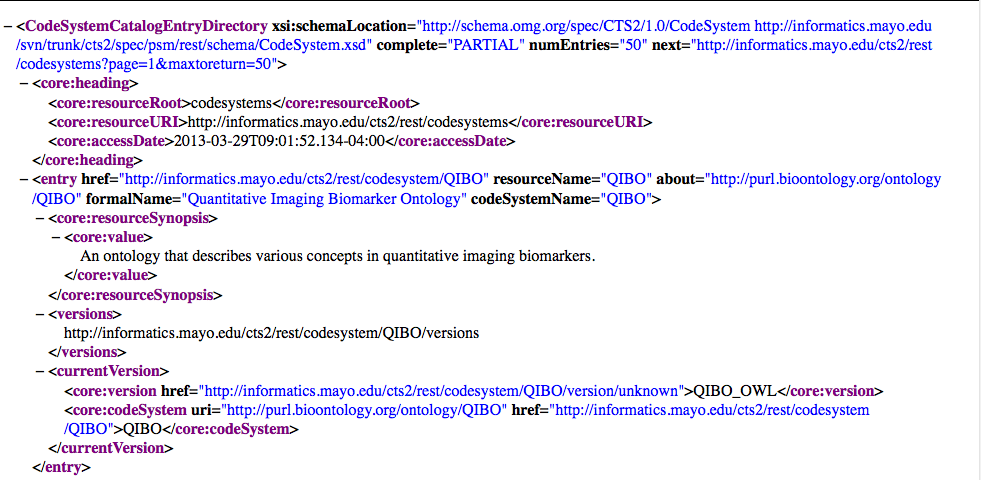 – <CodeSystemCatalogEntryDirectory xsi:schemaLocation="http://schema.omg.org/spec/CTS2/1.0/CodeSystem http://informatics.mayo.edu
/svn/trunk/cts2/spec/psm/rest/schema/CodeSystem.xsd" complete="PARTIAL" numEntries="50" next="http://informatics.mayo.edu/cts2/rest
/codesystems?page=1&maxtoreturn=50">
– <core:heading>
<core:resourceRoot>codesystems</core:resourceRoot>
<core:resourceURI>http://informatics.mayo.edu/cts2/rest/codesystems</core:resourceURI>
<core:accessDate>2013-03-29T09:01:52.134-04:00</core:accessDate>
</core:heading>
– <entry href="http://informatics.mayo.edu/cts2/rest/codesystem/QIBO" resourceName="QIBO" about="http://purl.bioontology.org/ontology
/QIBO" formalName="Quantitative Imaging Biomarker Ontology" codeSystemName="QIBO">
– <core:resourceSynopsis>
– <core:value>
An ontology that describes various concepts in quantitative imaging biomarkers.
</core:value>
</core:resourceSynopsis>
– <versions>
http://informatics.mayo.edu/cts2/rest/codesystem/QIBO/versions
</versions>
– <currentVersion>
<core:version href="http://informatics.mayo.edu/cts2/rest/codesystem/QIBO/version/unknown">QIBO_OWL</core:version>
<core:codeSystem uri="http://purl.bioontology.org/ontology/QIBO" href="http://informatics.mayo.edu/cts2/rest/codesystem
/QIBO">QIBO</core:codeSystem>
</currentVersion>
</entry>